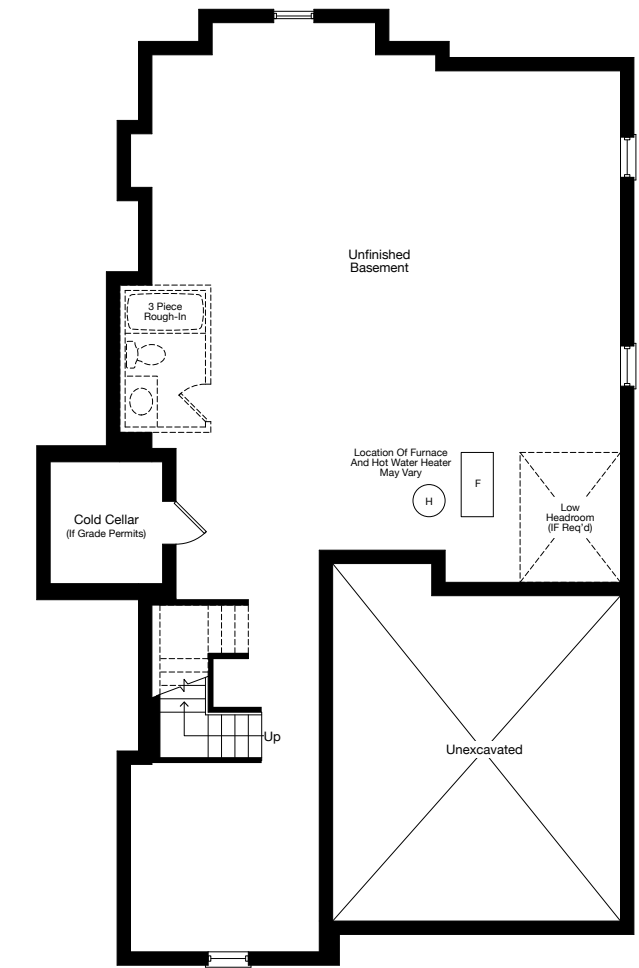 Unfinished
Basement
3 Piece
Rough-In
Location Of Furnace
And Hot Water Heater
May Vary
H
F
Low
Headroom
(IF Req'd)
Cold Cellar
(If Grade Permits)
Up
Unexcavated